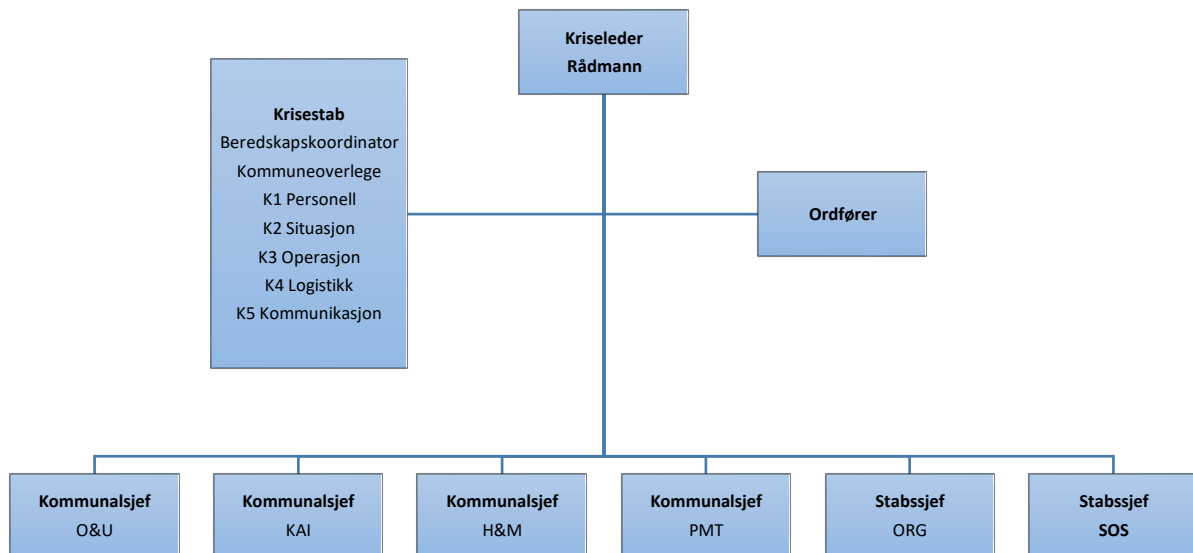 Kriseleder
Rådmann
Krisestab
Beredskapskoordinator
Kommuneoverlege
K1 Personell
K2 Situasjon
K3 Operasjon
K4 Logistikk
K5 Kommunikasjon
Ordfører
Kommunalsjef
O&U
Kommunalsjef
KAI
Kommunalsjef
H&M
Kommunalsjef
PMT
Stabssjef
ORG
Stabssjef
SOS